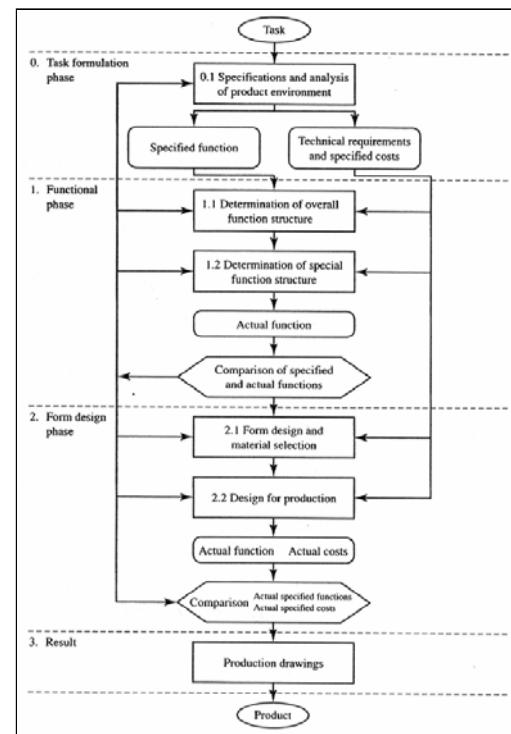 Task
0. Task formulation
phase
0.1 Specifications and analysis
of product environment
Specified function
Technical requirements
and specified costs
1. Functional
phase
1.1 Determination of overall
function structure
1.2 Determination of special
function structure
Actual function
Comparison of specified
and actual functions
2. Form design
phase
2.1 Form design and
material selection
2.2 Design for production
Actual function Actual costs
Comparison
Actual specified functions
Actual specified costs
3. Result
Production drawings
Product